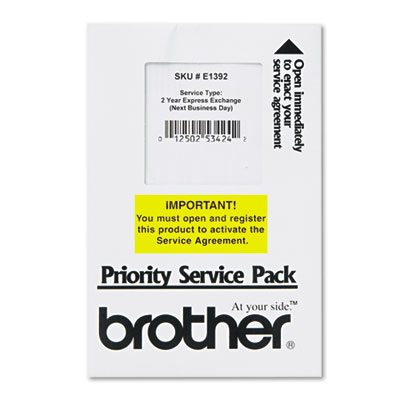 SKU # E1392
Service Type:
2 Year Express Exchange
(Next Business Day)
0 12502 53424 2
Open immediately
to enact your
service agreement
IMPORTANT!
You must open and register
this product to activate the
Service Agreement.
Priority Service Pack
At your side.™
brother®